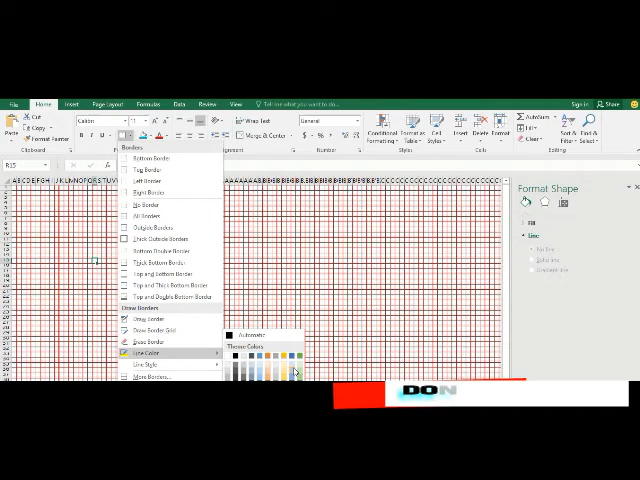 File Home Insert Page Layout Formulas Data Review View Tell me what you want to do... Sign in Share
Cut
Copy
Paste
Format Painter
Calibri 11
B I U
Wrap Text
Merge & Center
General
$ %
Conditional Formatting
Format as Table
Cell Styles
Insert Delete Format
AutoSum
Fill
Clear
Sort & Filter
Find & Select
Clipboard
Number
Styles
R15
Borders
Bottom Border
Top Border
Left Border
Right Border
No Border
All Borders
Outside Borders
Thick Outside Borders
Bottom Double Border
Thick Bottom Border
Top and Bottom Border
Top and Thick Bottom Border
Top and Double Bottom Border
Draw Borders
Draw Border
Draw Border Grid
Erase Border
Line Color
Line Style
More Borders...
Automatic
Theme Colors
Format Shape
Fill
Line
No line
Solid line
Gradient line
DON